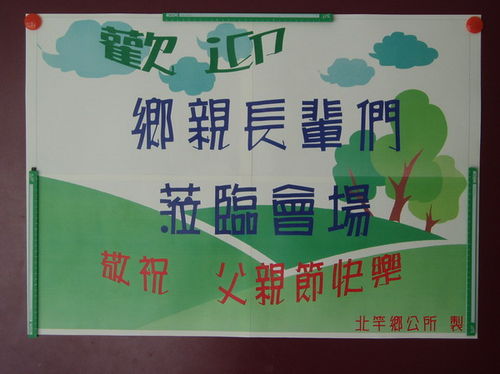 歡迎
鄉親長輩們
蒞臨會場
敬祝 父親節快樂
北竿鄉公所 製